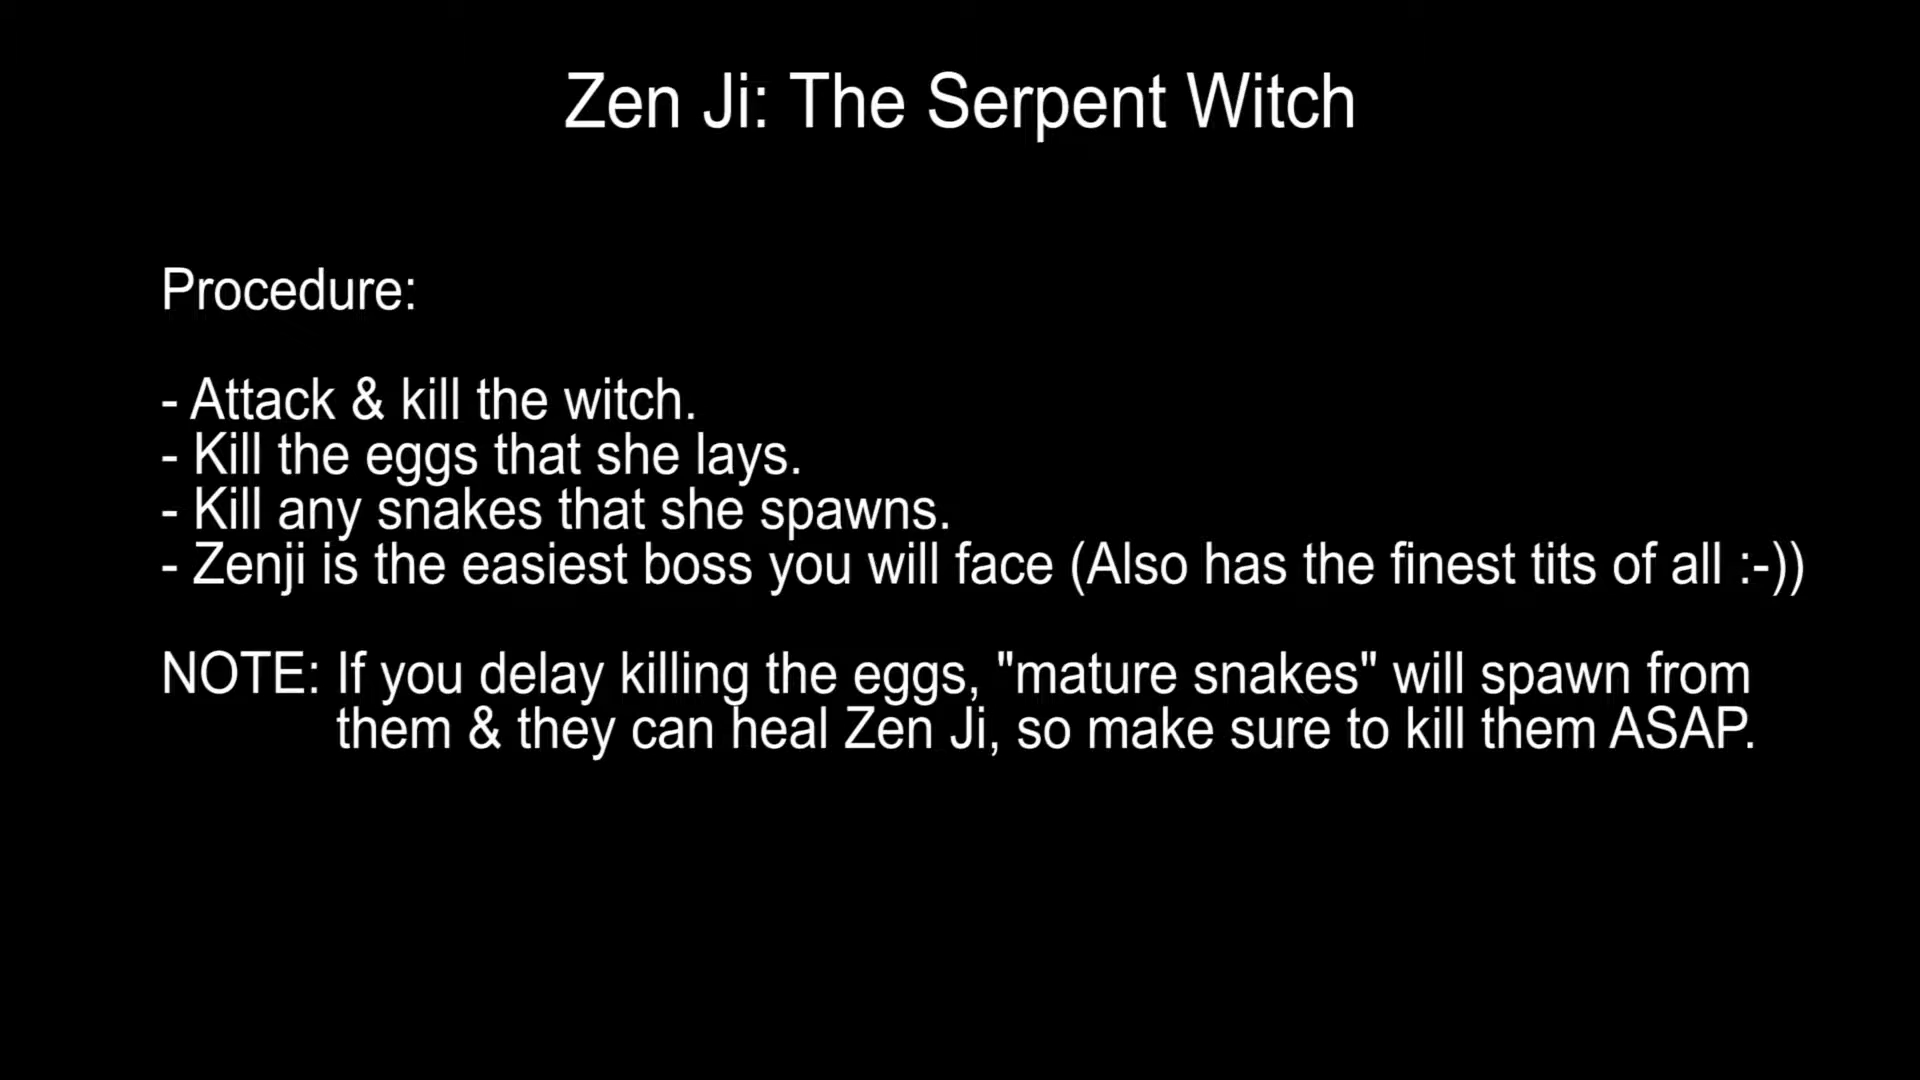 Zen Ji: The Serpent Witch
Procedure:
- Attack & kill the witch.
- Kill the eggs that she lays.
- Kill any snakes that she spawns.
- Zenji is the easiest boss you will face (Also has the finest tits of all :-))
NOTE: If you delay killing the eggs, "mature snakes" will spawn from
them & they can heal Zen Ji, so make sure to kill them ASAP.